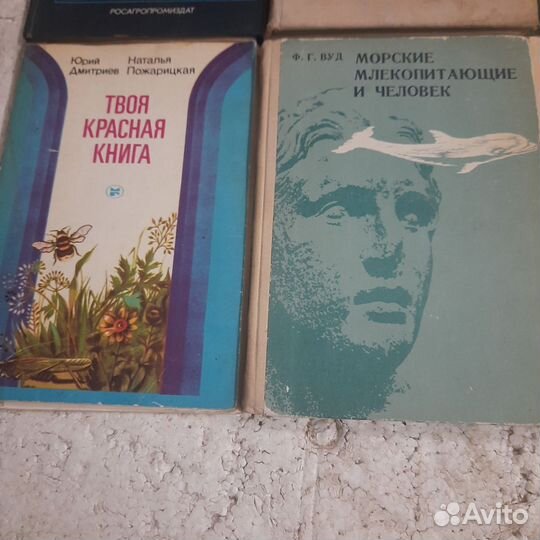 РОСАГРОПРОМИЗДАТ
Юрий Наталья
Дмитриев Пожарицкая
ТВОЯ
КРАСНАЯ
КНИГА
Ф. Г. ВУД
МОРСКИЕ
МЛЕКОПИТАЮЩИЕ
И ЧЕЛОВЕК
Avito